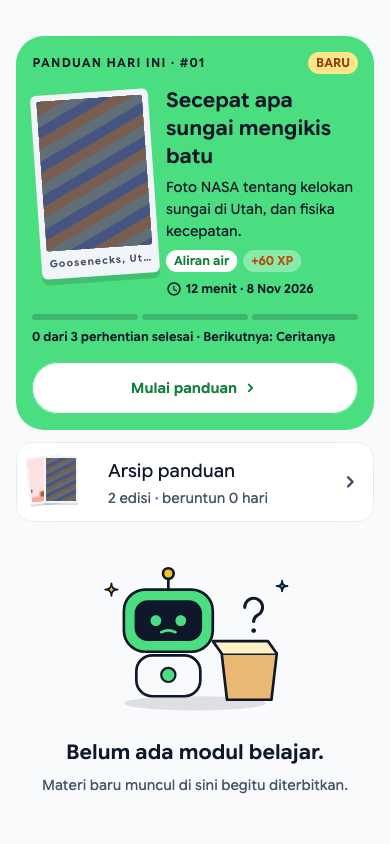 PANDUAN HARI INI · #01
BARU
Secepat apa
sungai mengikis
batu
Foto NASA tentang kelokan
sungai di Utah, dan fisika
kecepatan.
Goosenecks, Ut…
Aliran air
+60 XP
12 menit · 8 Nov 2026
0 dari 3 perhentian selesai · Berikutnya: Ceritanya
Mulai panduan
Arsip panduan
2 edisi · beruntun 0 hari
?
Belum ada modul belajar.
Materi baru muncul di sini begitu diterbitkan.